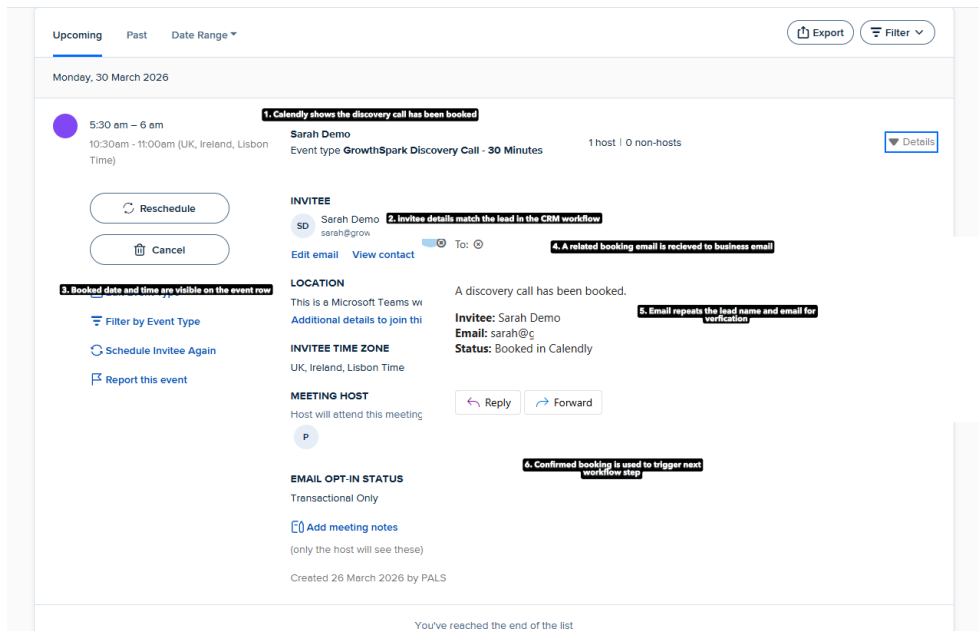 Upcoming
Past
Date Range
Export
Filter
Monday, 30 March 2026
1. Calendly shows the discovery call has been booked
5:30 am – 6 am
10:30am - 11:00am (UK, Ireland, Lisbon
Time)
Sarah Demo
Event type GrowthSpark Discovery Call - 30 Minutes
1 host | 0 non-hosts
Details
Reschedule
Cancel
3. Booked date and time are visible on the event row
Filter by Event Type
Schedule Invitee Again
Report this event
INVITEE
SD
Sarah Demo
sarah@grow
2. Invitee details match the lead in the CRM workflow
Edit email
View contact
LOCATION
This is a Microsoft Teams we
Additional details to join thi
INVITEE TIME ZONE
UK, Ireland, Lisbon Time
MEETING HOST
Host will attend this meeting
P
EMAIL OPT-IN STATUS
Transactional Only
Add meeting notes
(only the host will see these)
Created 26 March 2026 by PALS
To:
4. A related booking email is recieved to business email
A discovery call has been booked.
Invitee: Sarah Demo
Email: sarah@g
Status: Booked in Calendly
5. Email repeats the lead name and email for
verfication
Reply
Forward
6. Confirmed booking is used to trigger next
workflow step
You've reached the end of the list